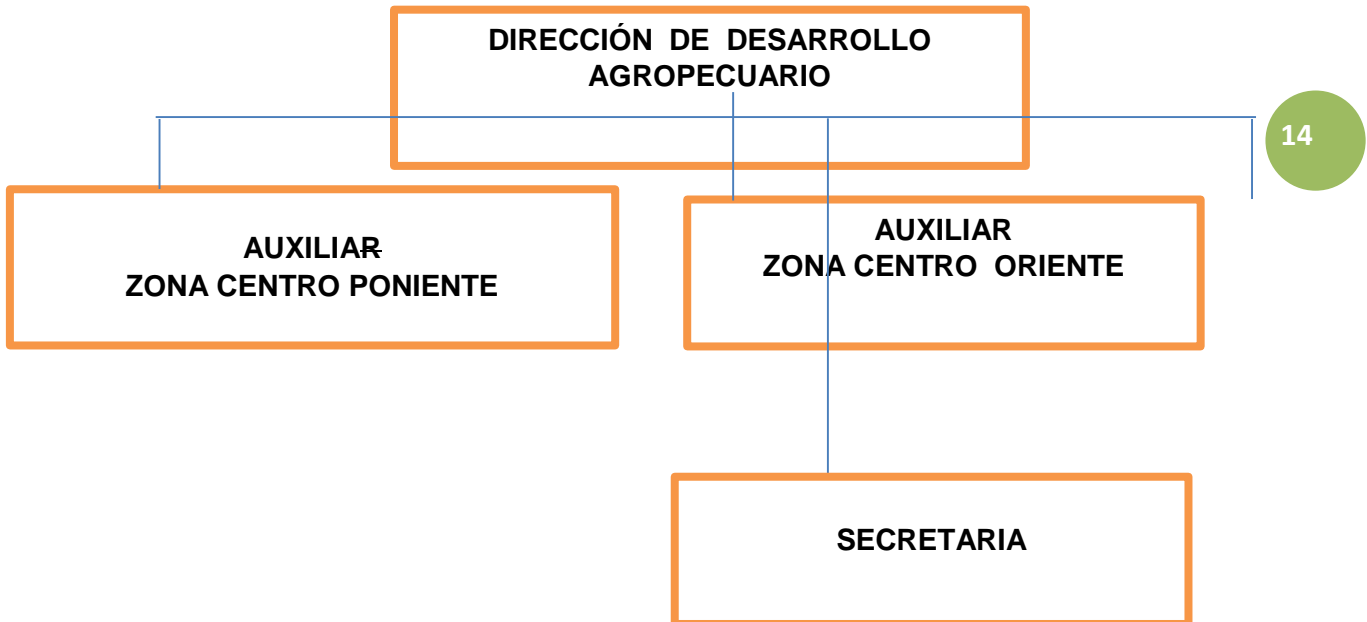 DIRECCIÓN DE DESARROLLO
AGROPECUARIO
14
AUXILIAR
ZONA CENTRO PONIENTE
AUXILIAR
ZONA CENTRO ORIENTE
SECRETARIA